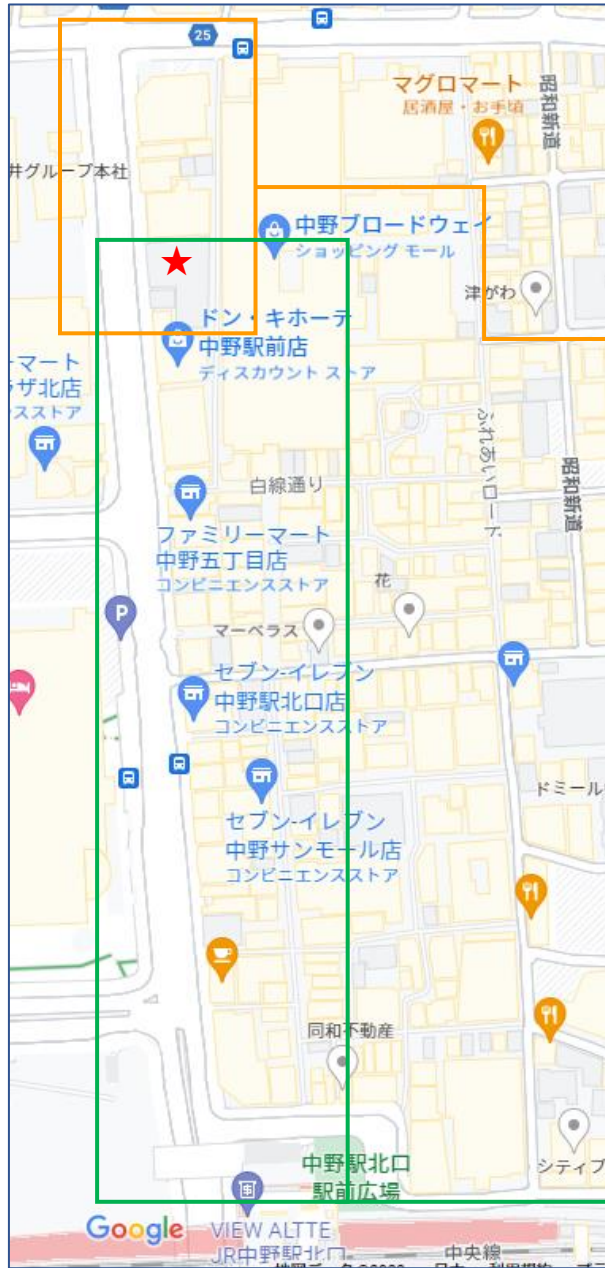 25
マグロマート
居酒屋・お手頃
昭和新道
井グループ本社
中野ブロードウェイ
ショッピング モール
津がわ
ドン・キホーテ
中野駅前店
ディスカウント ストア
ーマート
ラザ北店
スストア
ふれあいロード
昭和新道
白線通り
ファミリーマート
中野五丁目店
コンビニエンスストア
花
P
マーベラス
セブン-イレブン
中野駅北口店
コンビニエンスストア
ドミール
セブン-イレブン
中野サンモール店
コンビニエンスストア
同和不動産
中野駅北口
駅前広場
シティプ
Google
VIEW ALTTE
JR中野駅北口
中央線